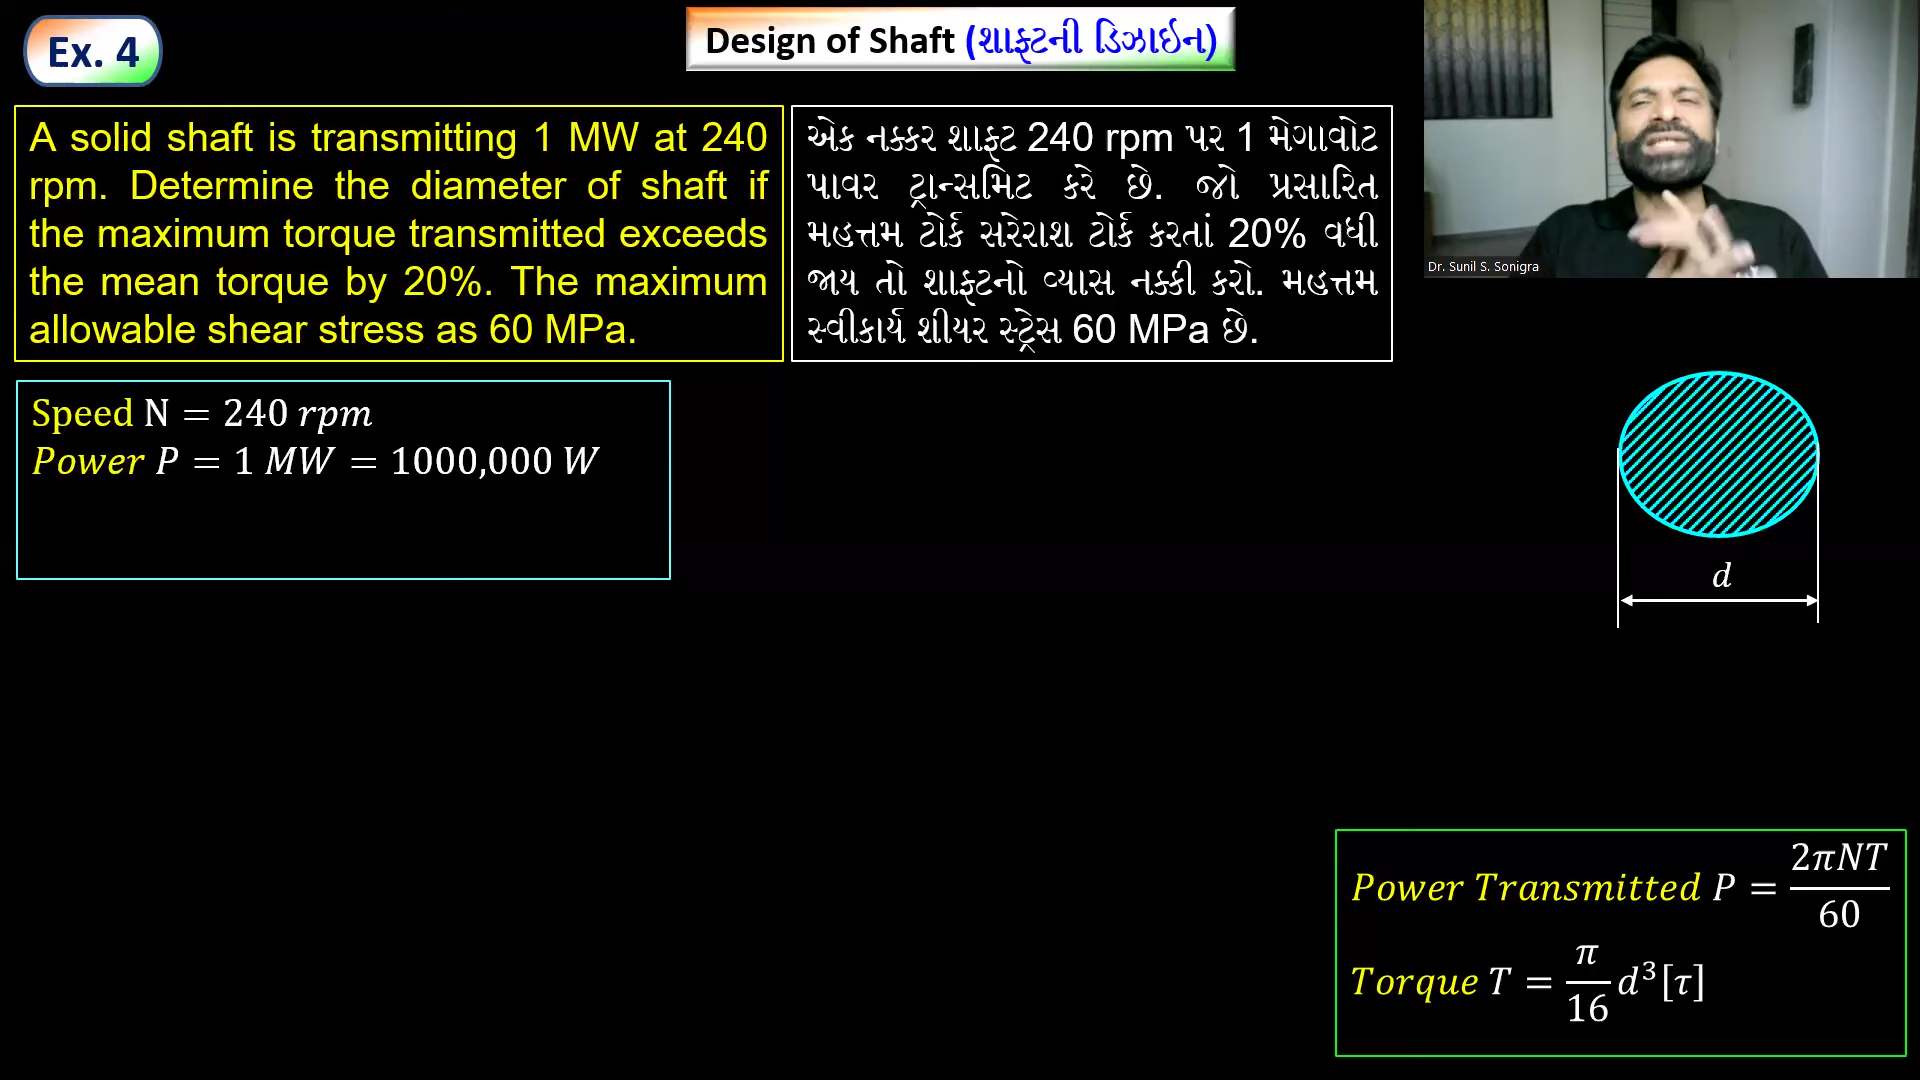 Ex. 4
Design of Shaft (શાફ્ટની ડિઝાઈન)
A solid shaft is transmitting 1 MW at 240
rpm. Determine the diameter of shaft if
the maximum torque transmitted exceeds
the mean torque by 20%. The maximum
allowable shear stress as 60 MPa.
એક નક્કર શાફ્ટ 240 rpm પર 1 મેગાવોટ
પાવર ટ્રાન્સમિટ કરે છે. જો પ્રસારિત
મહત્તમ ટોર્ક સરેરાશ ટોર્ક કરતાં 20% વધી
જાય તો શાફ્ટનો વ્યાસ નક્કી કરો. મહત્તમ
સ્વીકાર્ય શીયર સ્ટ્રેસ 60 MPa છે.
Dr. Sunil S. Sonigra
Speed N = 240 rpm
Power P = 1 MW = 1000,000 W
d
Power Transmitted P = 2πNT/60
Torque T = π/16 d³[τ]